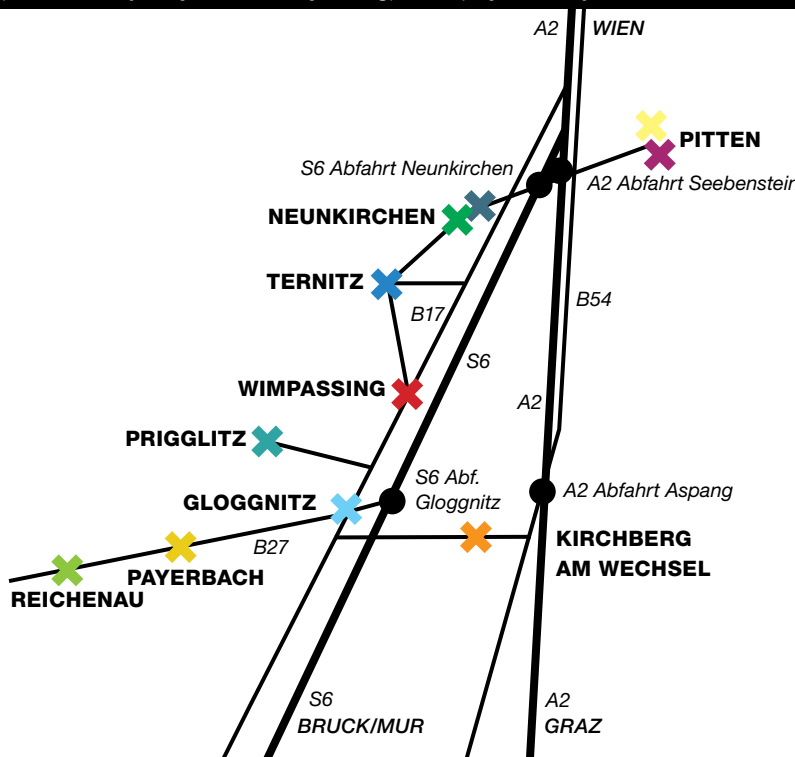 A2
WIEN
PITTEN
S6 Abfahrt Neunkirchen
A2 Abfahrt Seebenstein
NEUNKIRCHEN
TERNITZ
B54
B17
S6
WIMPASSING
A2
PRIGGLITZ
S6 Abf.
Gloggnitz
A2 Abfahrt Aspang
GLOGGNITZ
KIRCHBERG
AM WECHSEL
B27
PAYERBACH
REICHENAU
S6
BRUCK/MUR
A2
GRAZ